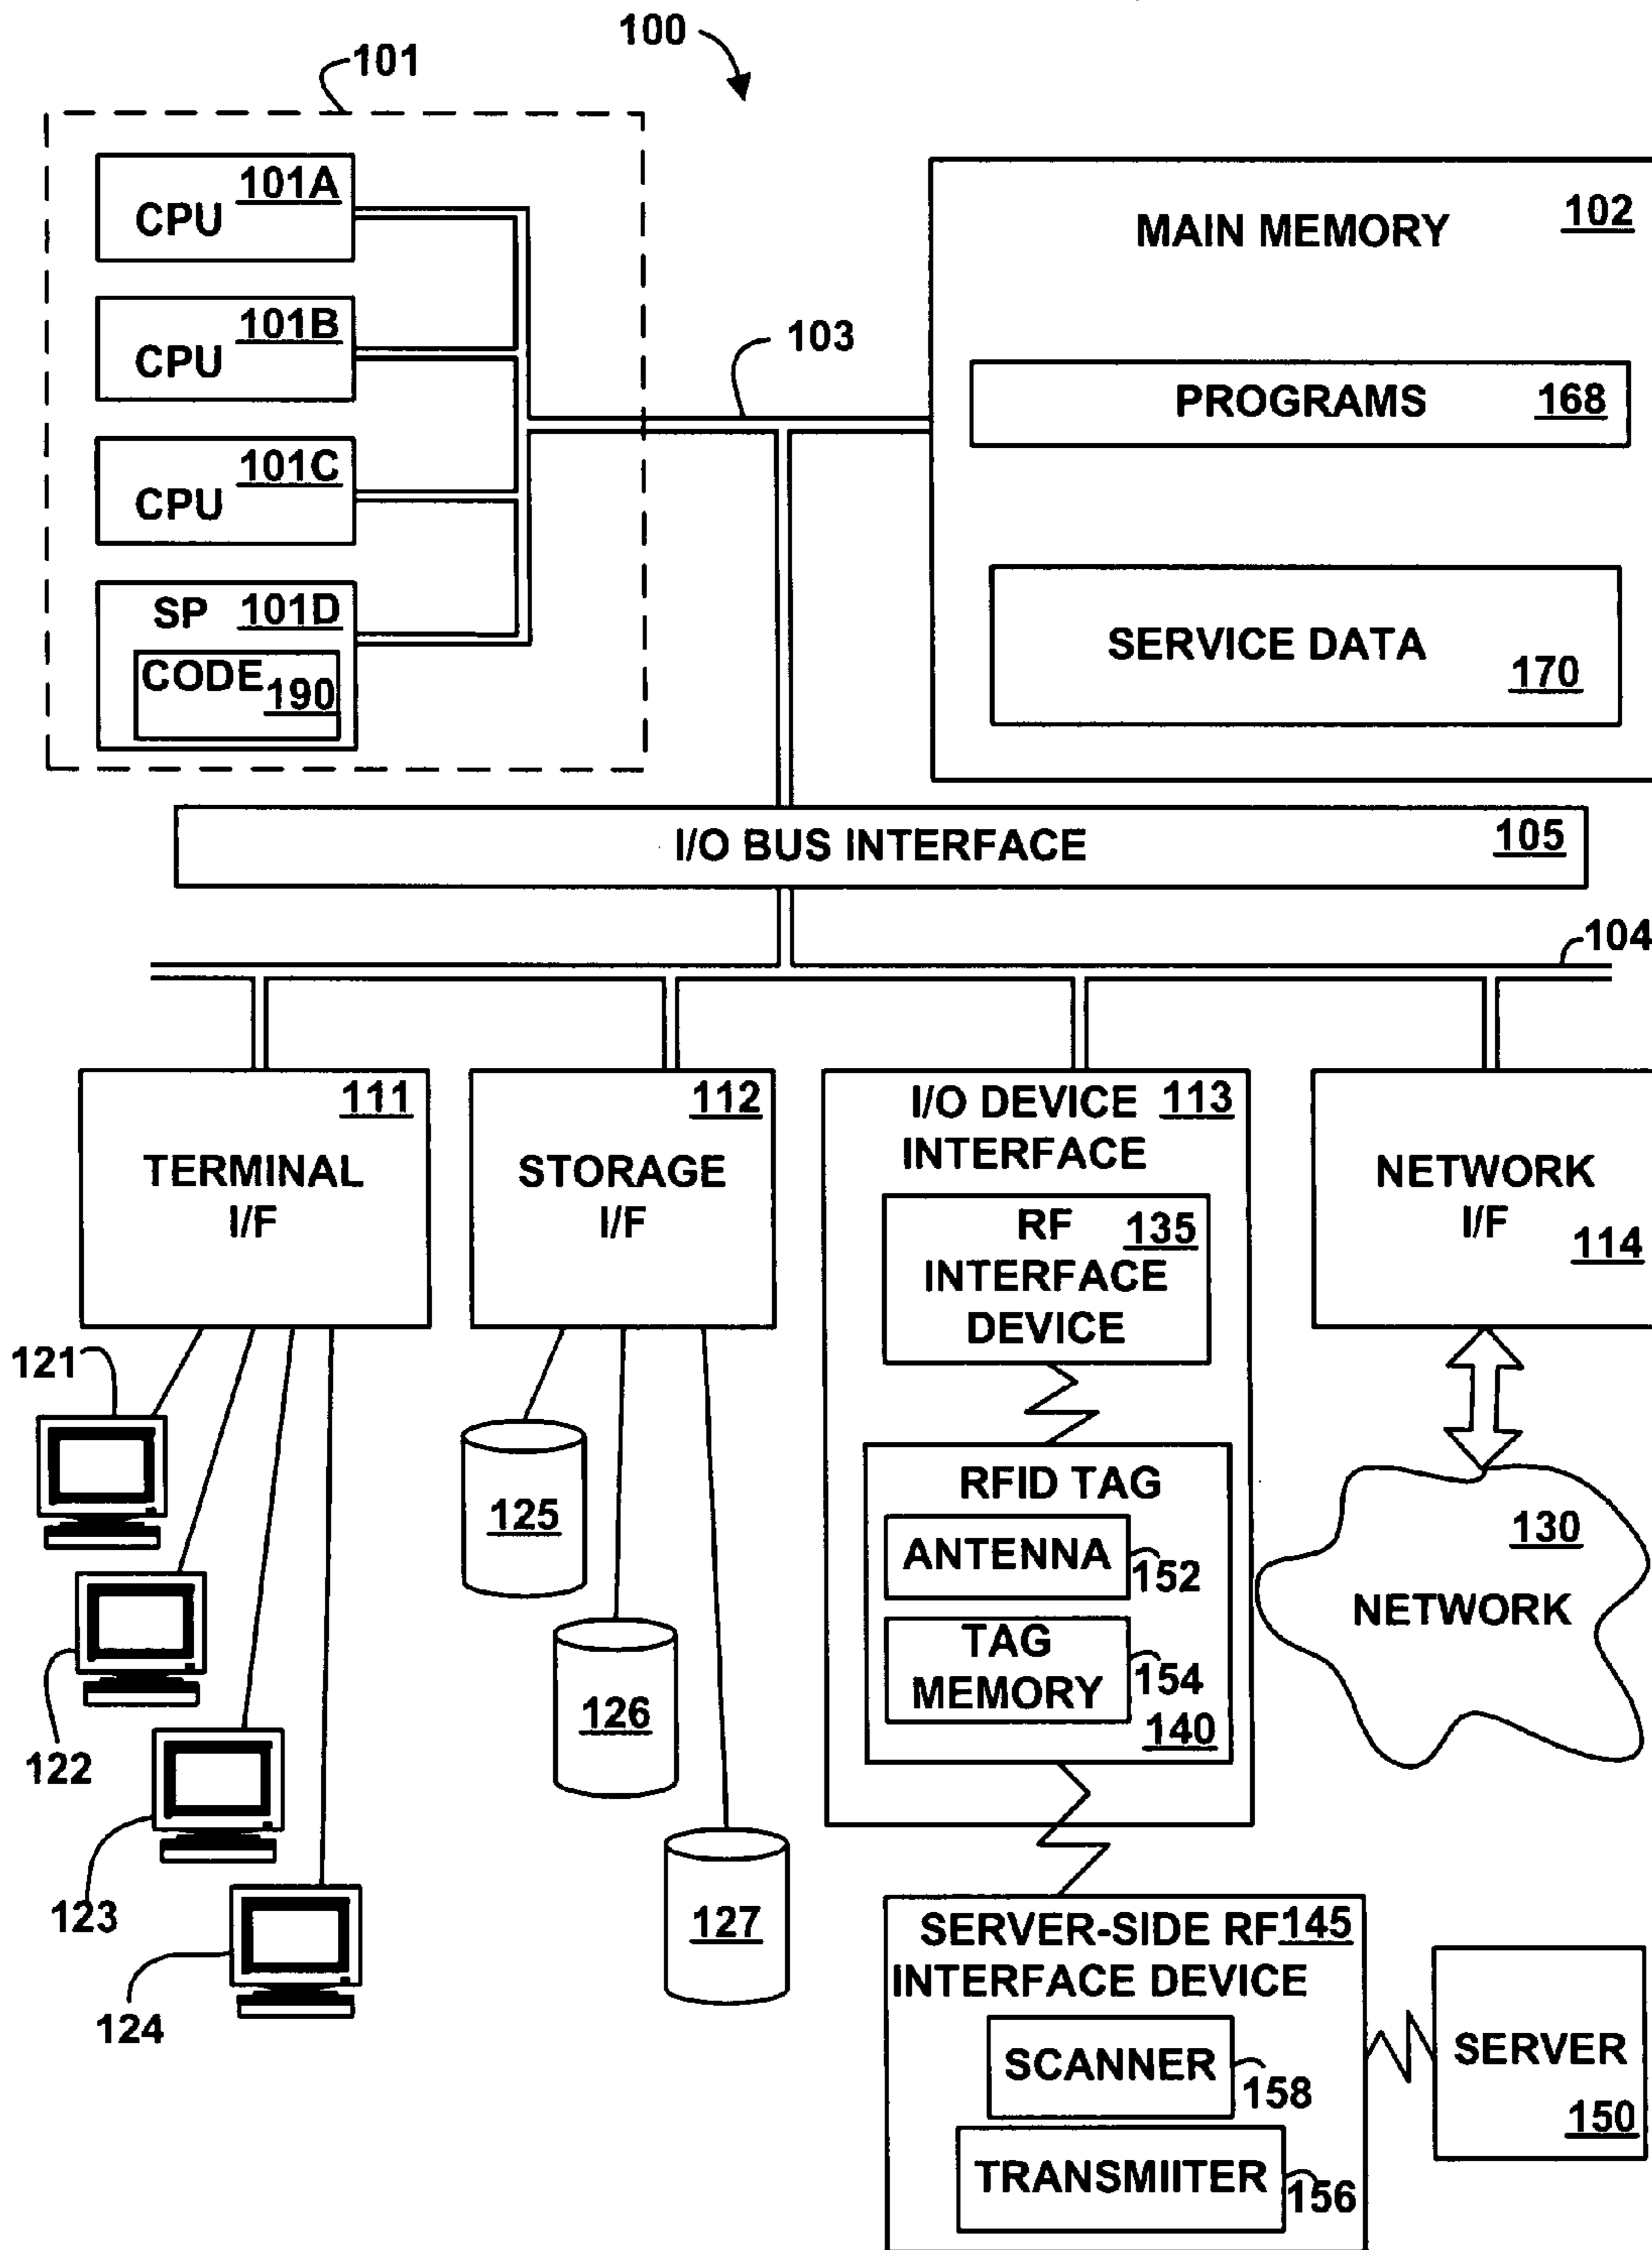 100
101
101A
CPU
101B
CPU
101C
CPU
SP 101D
CODE
190
103
MAIN MEMORY 102
PROGRAMS 168
SERVICE DATA
170
I/O BUS INTERFACE 105
104
111
TERMINAL
I/F
112
STORAGE
I/F
I/O DEVICE 113
INTERFACE
RF 135
INTERFACE
DEVICE
NETWORK
I/F
114
121
122
123
124
125
126
127
RFID TAG
ANTENNA 152
TAG
MEMORY 154
140
130
NETWORK
SERVER-SIDE RF 145
INTERFACE DEVICE
SCANNER 158
TRANSMIITER 156
SERVER
150